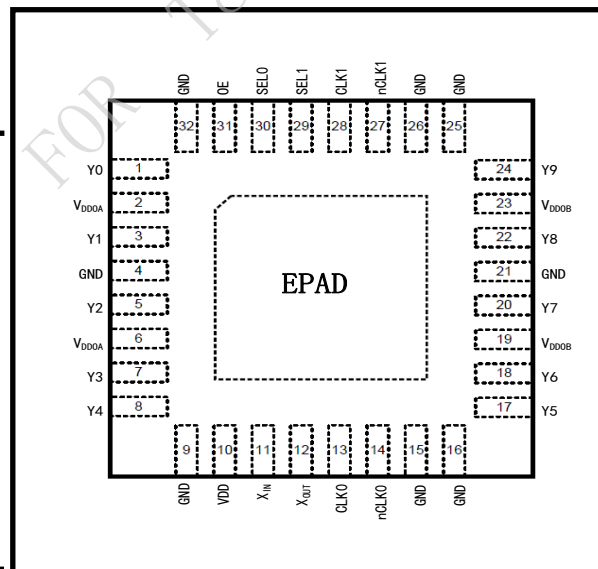 FOR
GND OE SEL0 SEL1 CLK1 nCLK1 GND GND
32 31 30 29 28 27 26 25
Y0 1 24 Y9
VDDOA 2 23 VDDOB
Y1 3 22 Y8
GND 4 21 GND
EPAD
Y2 5 20 Y7
VDDOA 6 19 VDDOB
Y3 7 18 Y6
Y4 8 17 Y5
9 10 11 12 13 14 15 16
GND VDD XIN XOUT CLK0 nCLK0 GND GND